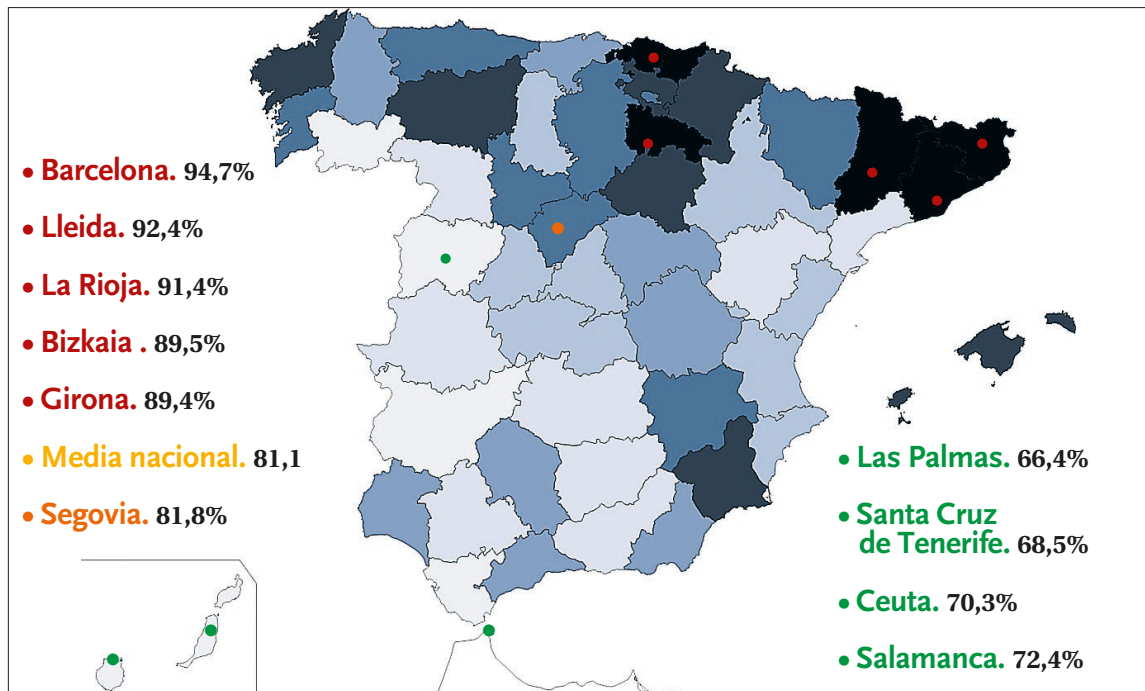 • Barcelona. 94,7%
• Lleida. 92,4%
• La Rioja. 91,4%
• Bizkaia . 89,5%
• Girona. 89,4%
• Media nacional. 81,1
• Segovia. 81,8%
• Las Palmas. 66,4%
• Santa Cruz
de Tenerife. 68,5%
• Ceuta. 70,3%
• Salamanca. 72,4%